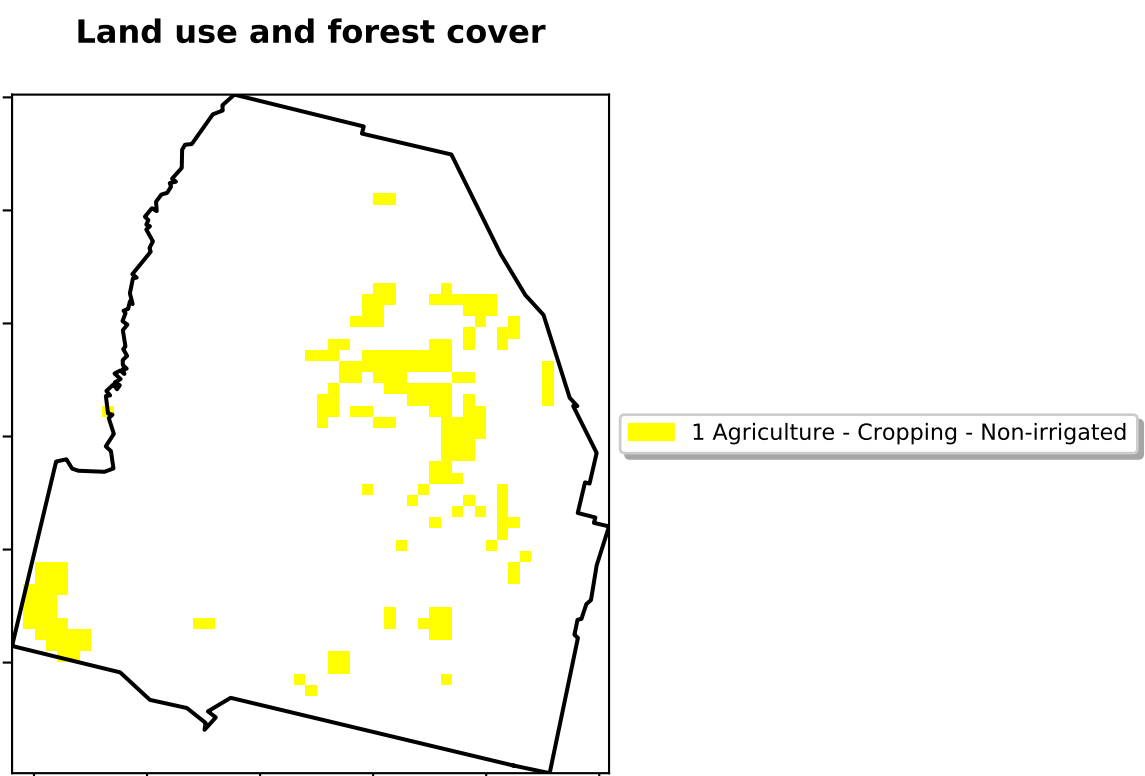 Land use and forest cover
1 Agriculture - Cropping - Non-irrigated